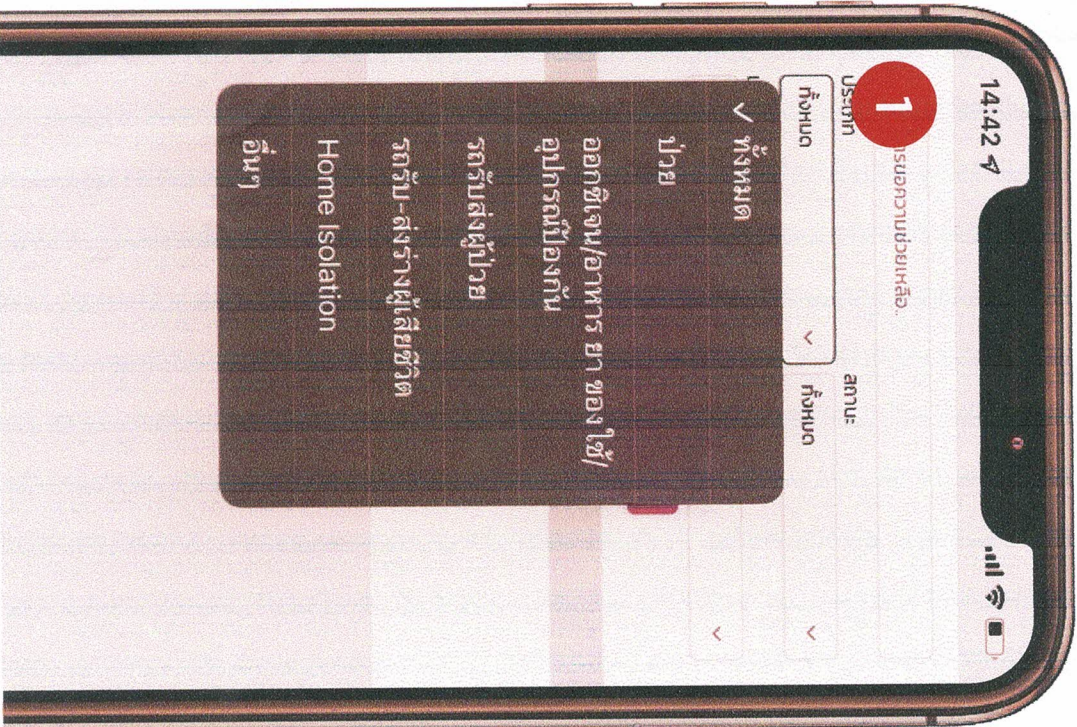 14:42
1
รขอความช่วยเหลือ..
ประเภท สถานะ
ทั้งหมด ทั้งหมด
✓ ทั้งหมด
ป่วย
ออกซิเจน/อาหาร ยา ของใช้/
อุปกรณ์ป้องกัน
รถรับส่งผู้ป่วย
รถรับ-ส่งร่างผู้เสียชีวิต
Home Isolation
อื่นๆ